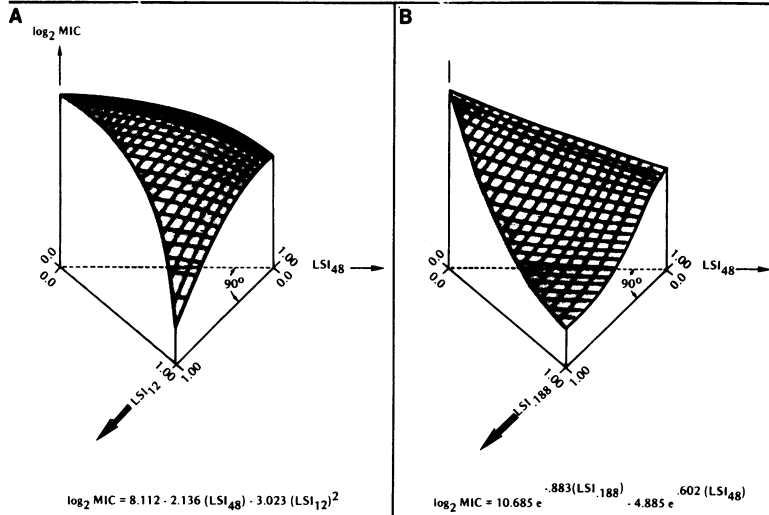 A
log2 MIC
0.0
0.0
1.00
0.0
LSI48
90°
1.00
1.00
LSI12
log2 MIC = 8.112 - 2.136 (LSI48) - 3.023 (LSI12)2
B
0.0
0.0
1.00
0.0
LSI48
90°
1.00
1.00
LSI.188
log2 MIC = 10.685 e -.883(LSI.188) - 4.885 e .602 (LSI48)